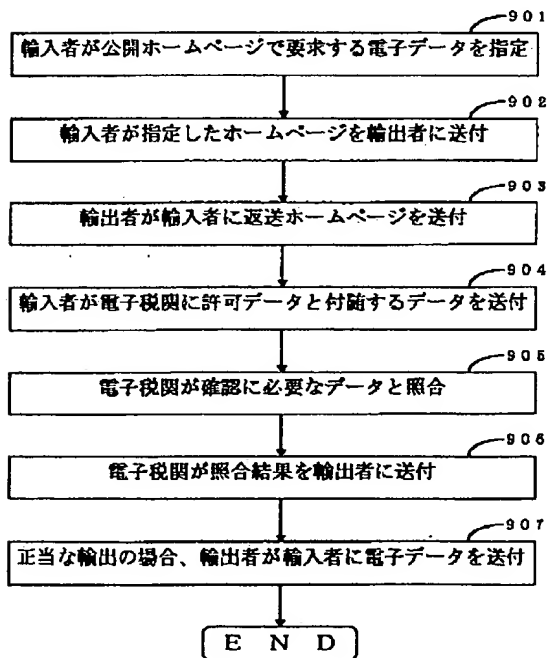 901
輸入者が公開ホームページで要求する電子データを指定
902
輸入者が指定したホームページを輸出者に送付
903
輸出者が輸入者に返送ホームページを送付
904
輸入者が電子税関に許可データと付随するデータを送付
905
電子税関が確認に必要なデータと照合
906
電子税関が照合結果を輸出者に送付
907
正当な輸出の場合、輸出者が輸入者に電子データを送付
END